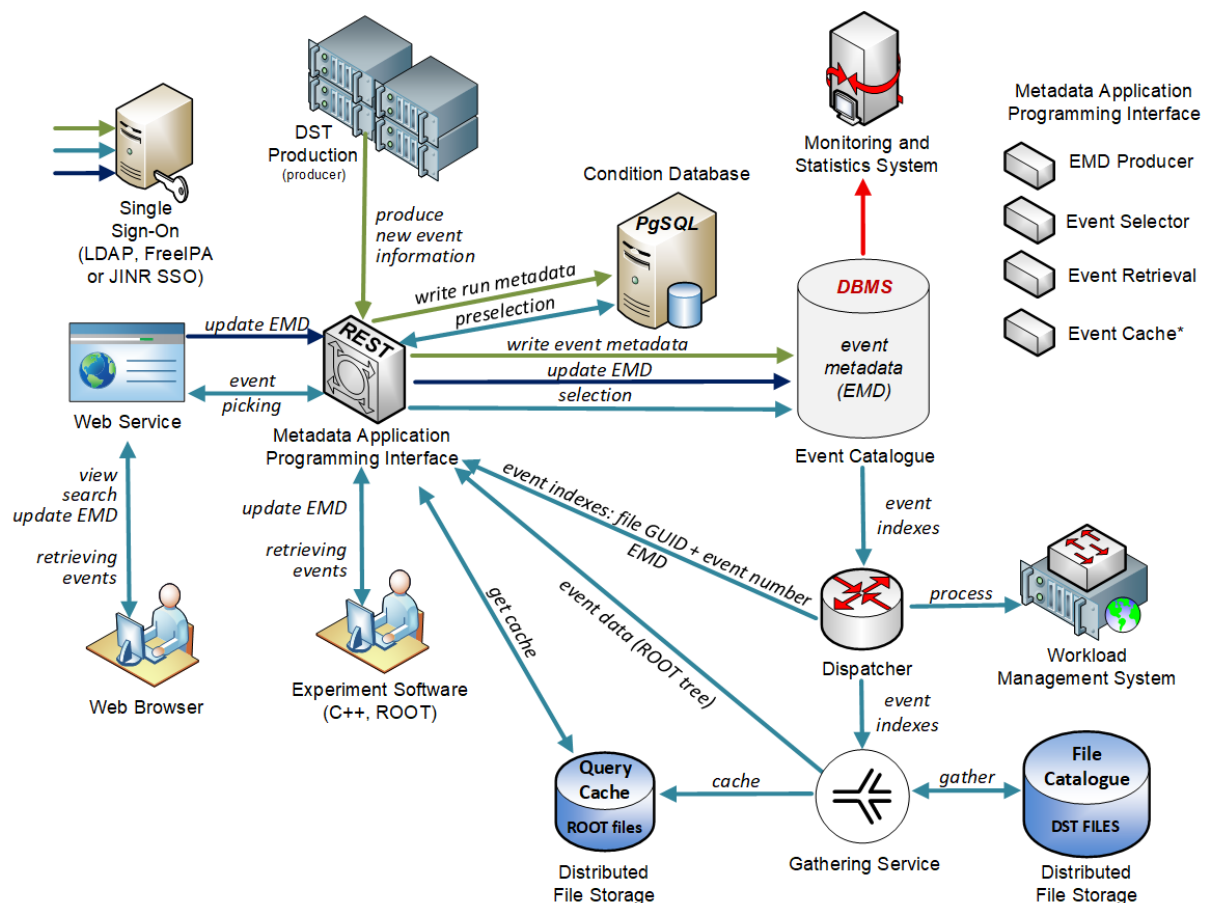 DST
Production
(producer)
Single
Sign-On
(LDAP, FreeIPA
or JINR SSO)
produce
new event
information
Condition Database
PgSQL
Monitoring and
Statistics System
Metadata Application
Programming Interface
EMD Producer
Event Selector
Event Retrieval
Event Cache*
write run metadata
preselection
update EMD
REST
write event metadata
update EMD
selection
DBMS
event
metadata
(EMD)
event
picking
Web Service
Metadata Application
Programming Interface
Event Catalogue
view
search
update EMD
retrieving
events
update EMD
retrieving
events
event indexes: file GUID + event number
EMD
event data (ROOT tree)
get cache
event
indexes
process
Dispatcher
Workload
Management System
Web Browser
Experiment Software
(C++, ROOT)
event
indexes
Query
Cache
ROOT files
cache
gather
File
Catalogue
DST FILES
Distributed
File Storage
Gathering Service
Distributed
File Storage